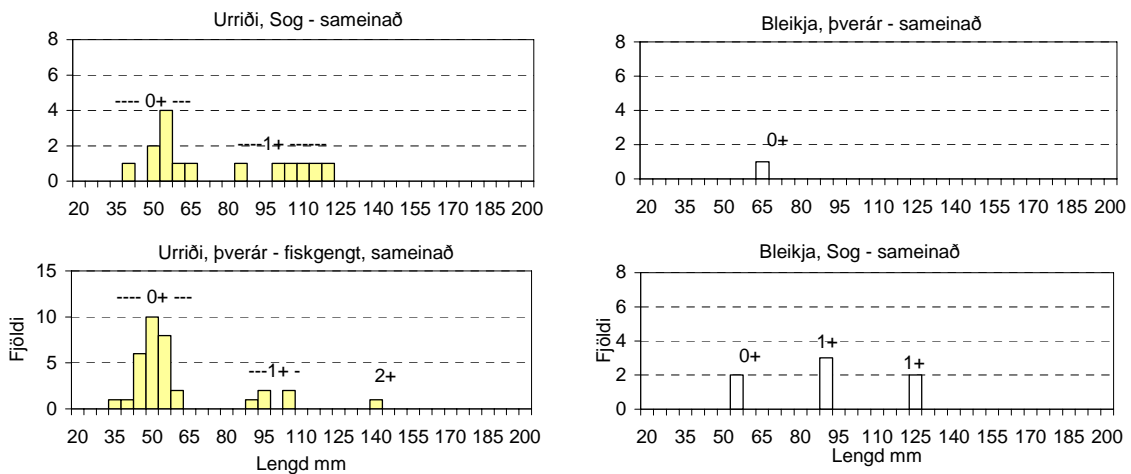 Urriði, Sog - sameinað
8
6
4
2
0
---- 0+ ---
----1+ ------
20 35 50 65 80 95 110 125 140 155 170 185 200
Bleikja, þverár - sameinað
8
6
4
2
0
0+
20 35 50 65 80 95 110 125 140 155 170 185 200
Urriði, þverár - fiskgengt, sameinað
15
10
5
0
Fjöldi
---- 0+ ---
---1+ -
2+
20 35 50 65 80 95 110 125 140 155 170 185 200
Lengd mm
Bleikja, Sog - sameinað
8
6
4
2
0
Fjöldi
0+
1+
1+
20 35 50 65 80 95 110 125 140 155 170 185 200
Lengd mm